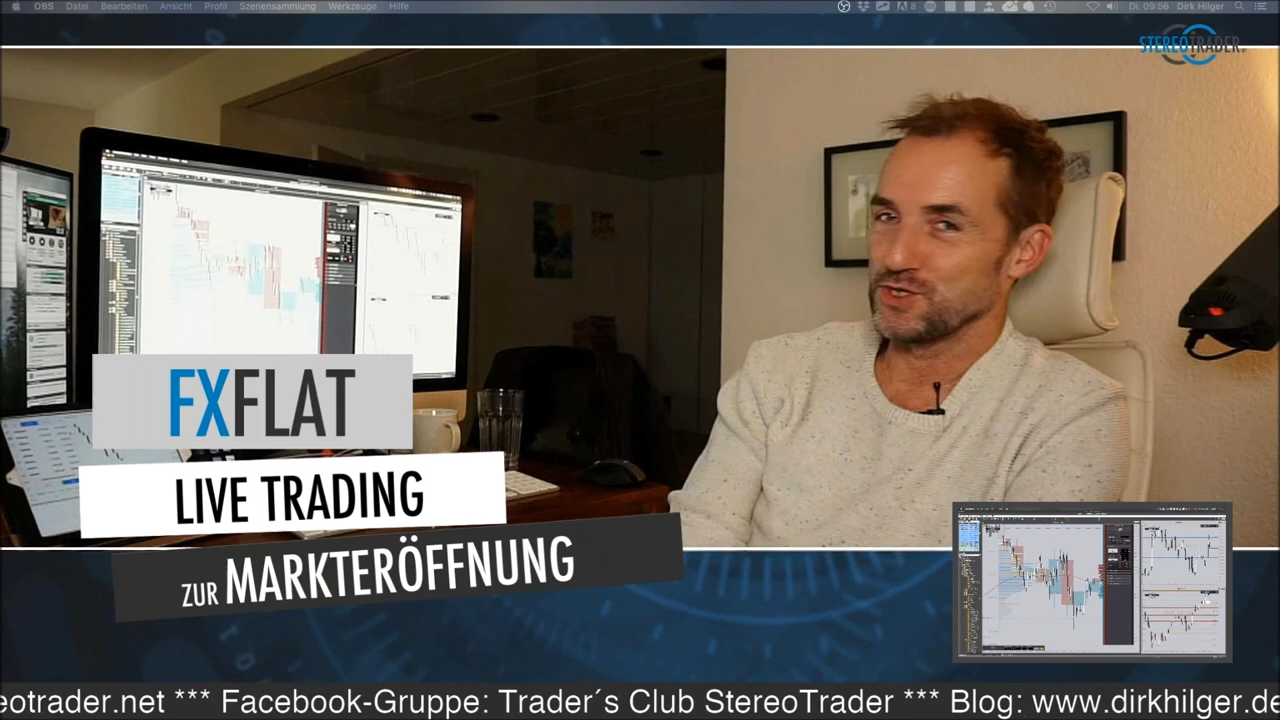 OBS Datei Bearbeiten Ansicht Profil Szenensammlung Werkzeuge Hilfe
8 Di. 09:56 Dirk Hilger
STEREOTRADER
FXFLAT
LIVE TRADING
ZUR MARKTERÖFFNUNG
eotrader.net *** Facebook-Gruppe: Trader´s Club StereoTrader *** Blog: www.dirkhilger.de